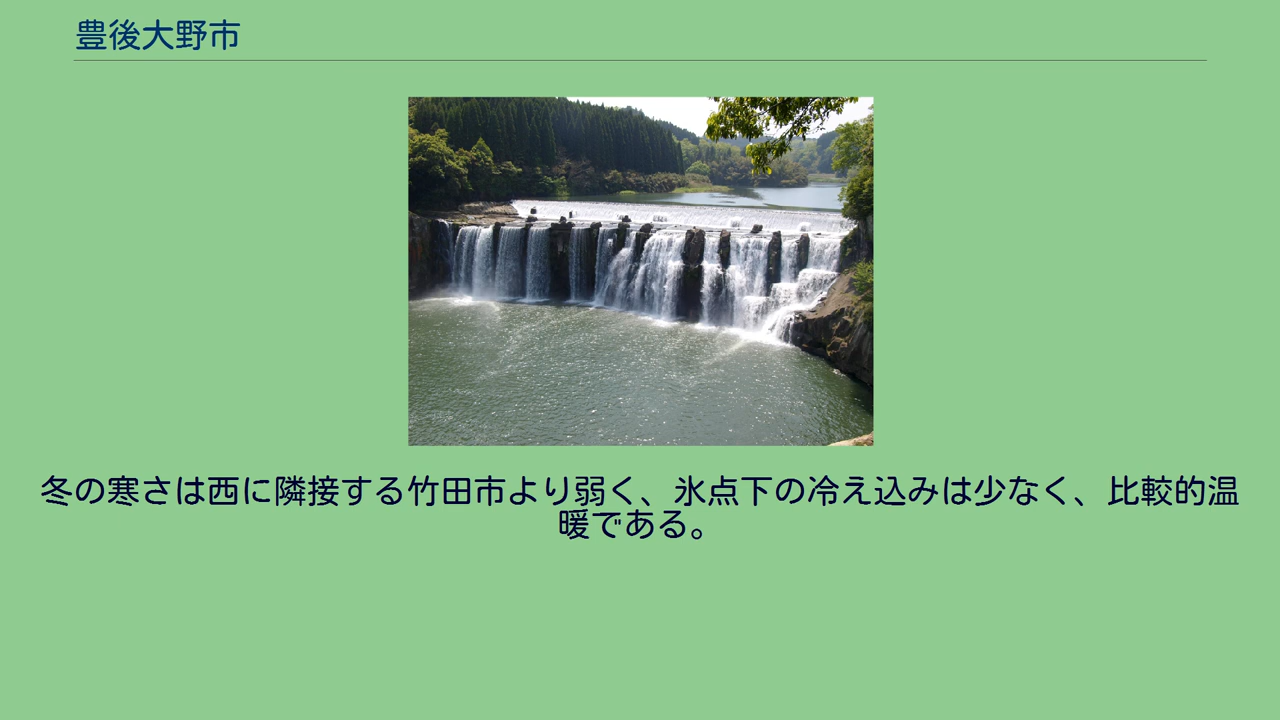 豊後大野市
冬の寒さは西に隣接する竹田市より弱く、氷点下の冷え込みは少なく、比較的温
暖である。